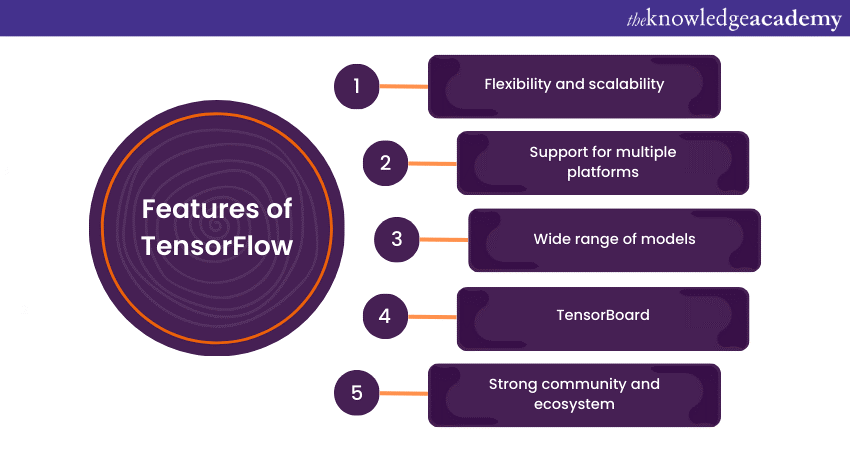 theknowledgeacademy
Features of
TensorFlow
1
Flexibility and scalability
2
Support for multiple
platforms
3
Wide range of models
4
TensorBoard
5
Strong community and
ecosystem